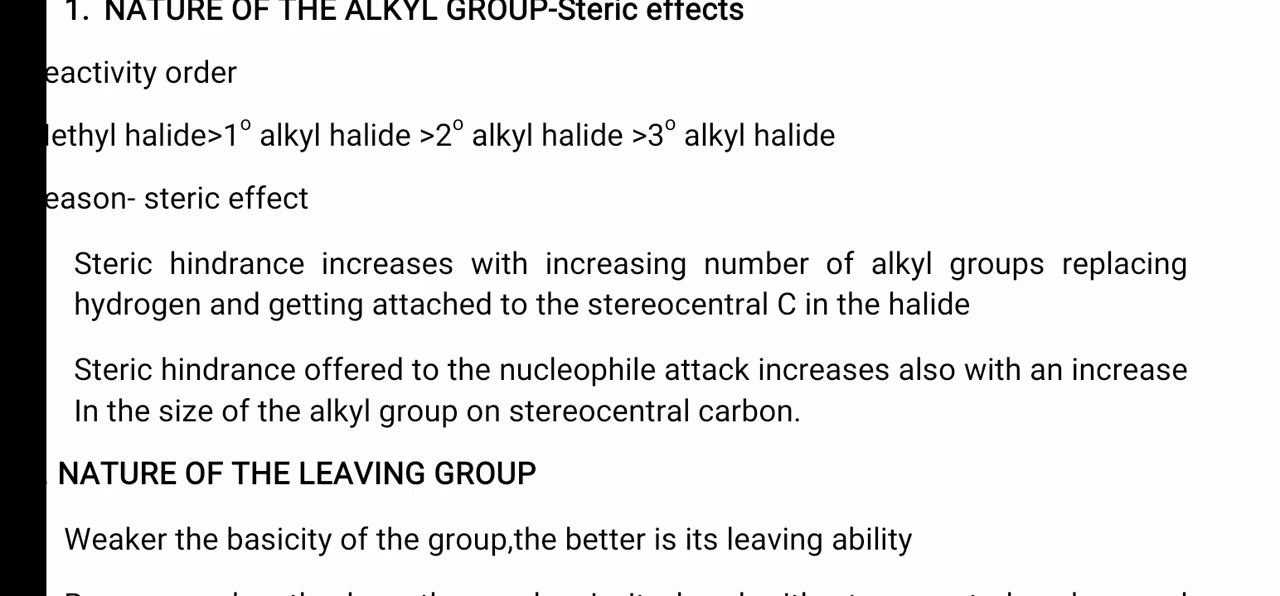 1. NATURE OF THE ALKYL GROUP-Steric effects
eactivity order
ethyl halide>1° alkyl halide >2° alkyl halide >3° alkyl halide
eason- steric effect
Steric hindrance increases with increasing number of alkyl groups replacing
hydrogen and getting attached to the stereocentral C in the halide
Steric hindrance offered to the nucleophile attack increases also with an increase
In the size of the alkyl group on stereocentral carbon.
NATURE OF THE LEAVING GROUP
Weaker the basicity of the group,the better is its leaving ability